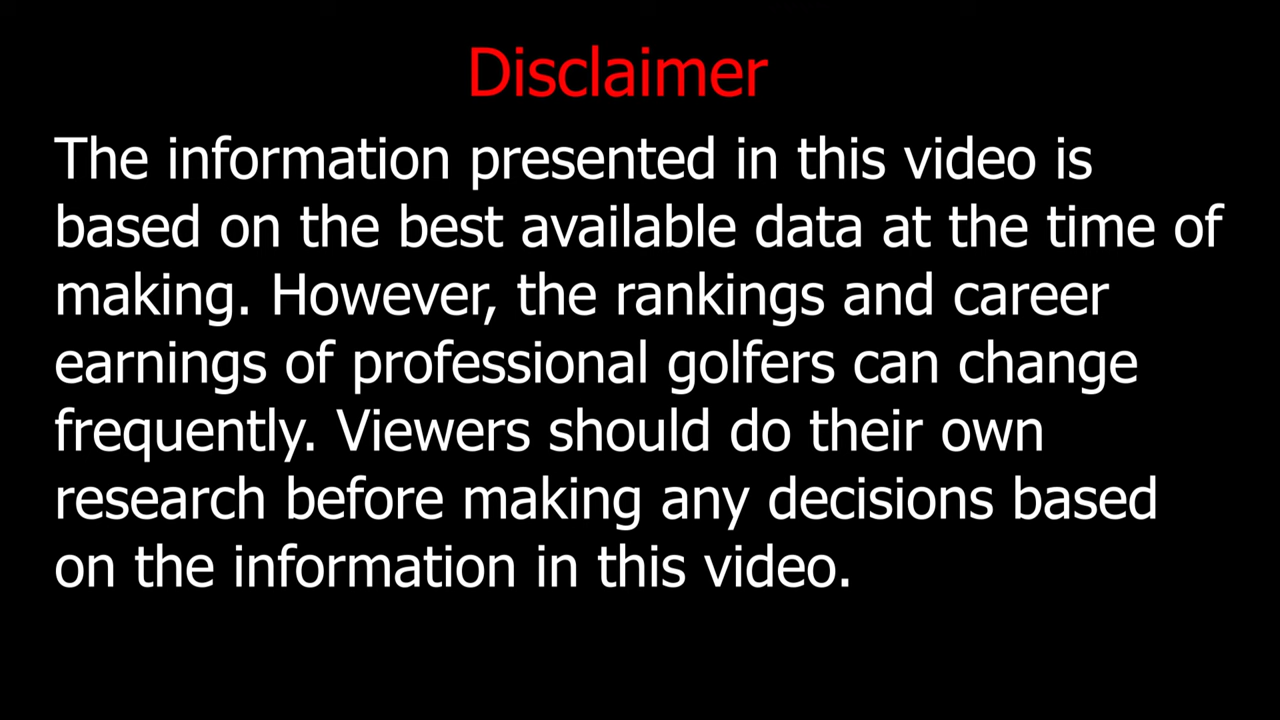 Disclaimer
The information presented in this video is
based on the best available data at the time of
making. However, the rankings and career
earnings of professional golfers can change
frequently. Viewers should do their own
research before making any decisions based
on the information in this video.